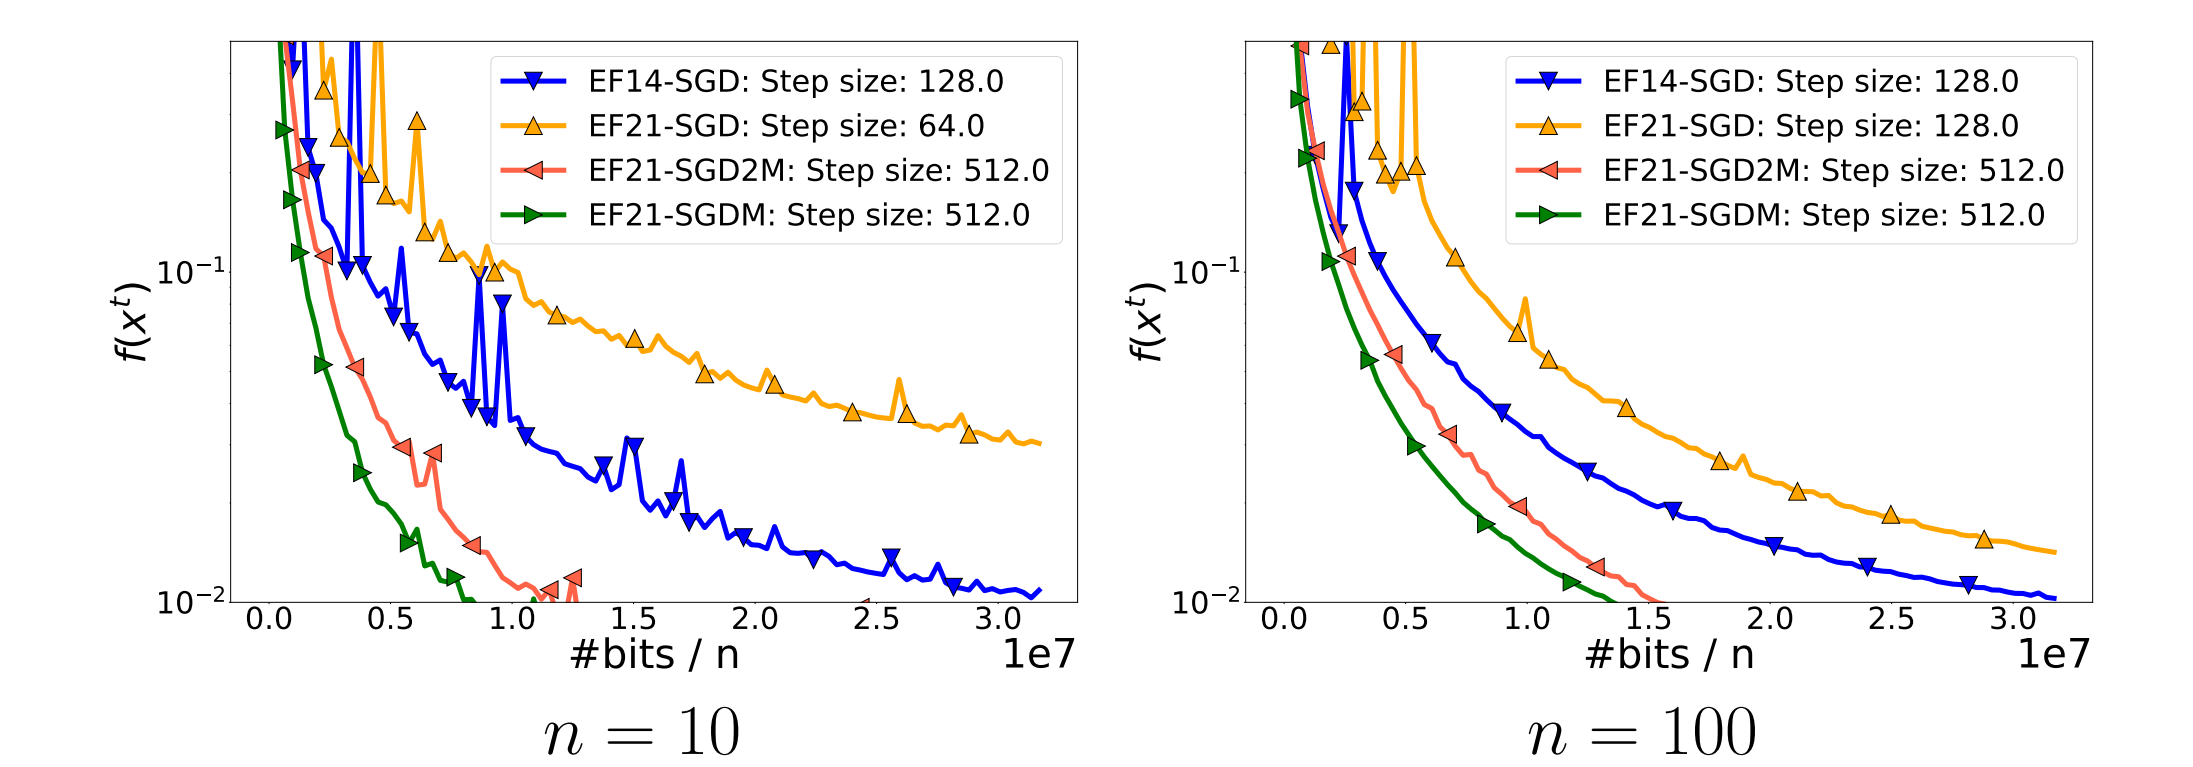 EF14-SGD: Step size: 128.0
EF21-SGD: Step size: 64.0
EF21-SGD2M: Step size: 512.0
EF21-SGDM: Step size: 512.0
10⁻¹
10⁻²
f(xᵗ)
0.0 0.5 1.0 1.5 2.0 2.5 3.0
#bits / n
1e7
n = 10
EF14-SGD: Step size: 128.0
EF21-SGD: Step size: 128.0
EF21-SGD2M: Step size: 512.0
EF21-SGDM: Step size: 512.0
10⁻¹
10⁻²
f(xᵗ)
0.0 0.5 1.0 1.5 2.0 2.5 3.0
#bits / n
1e7
n = 100